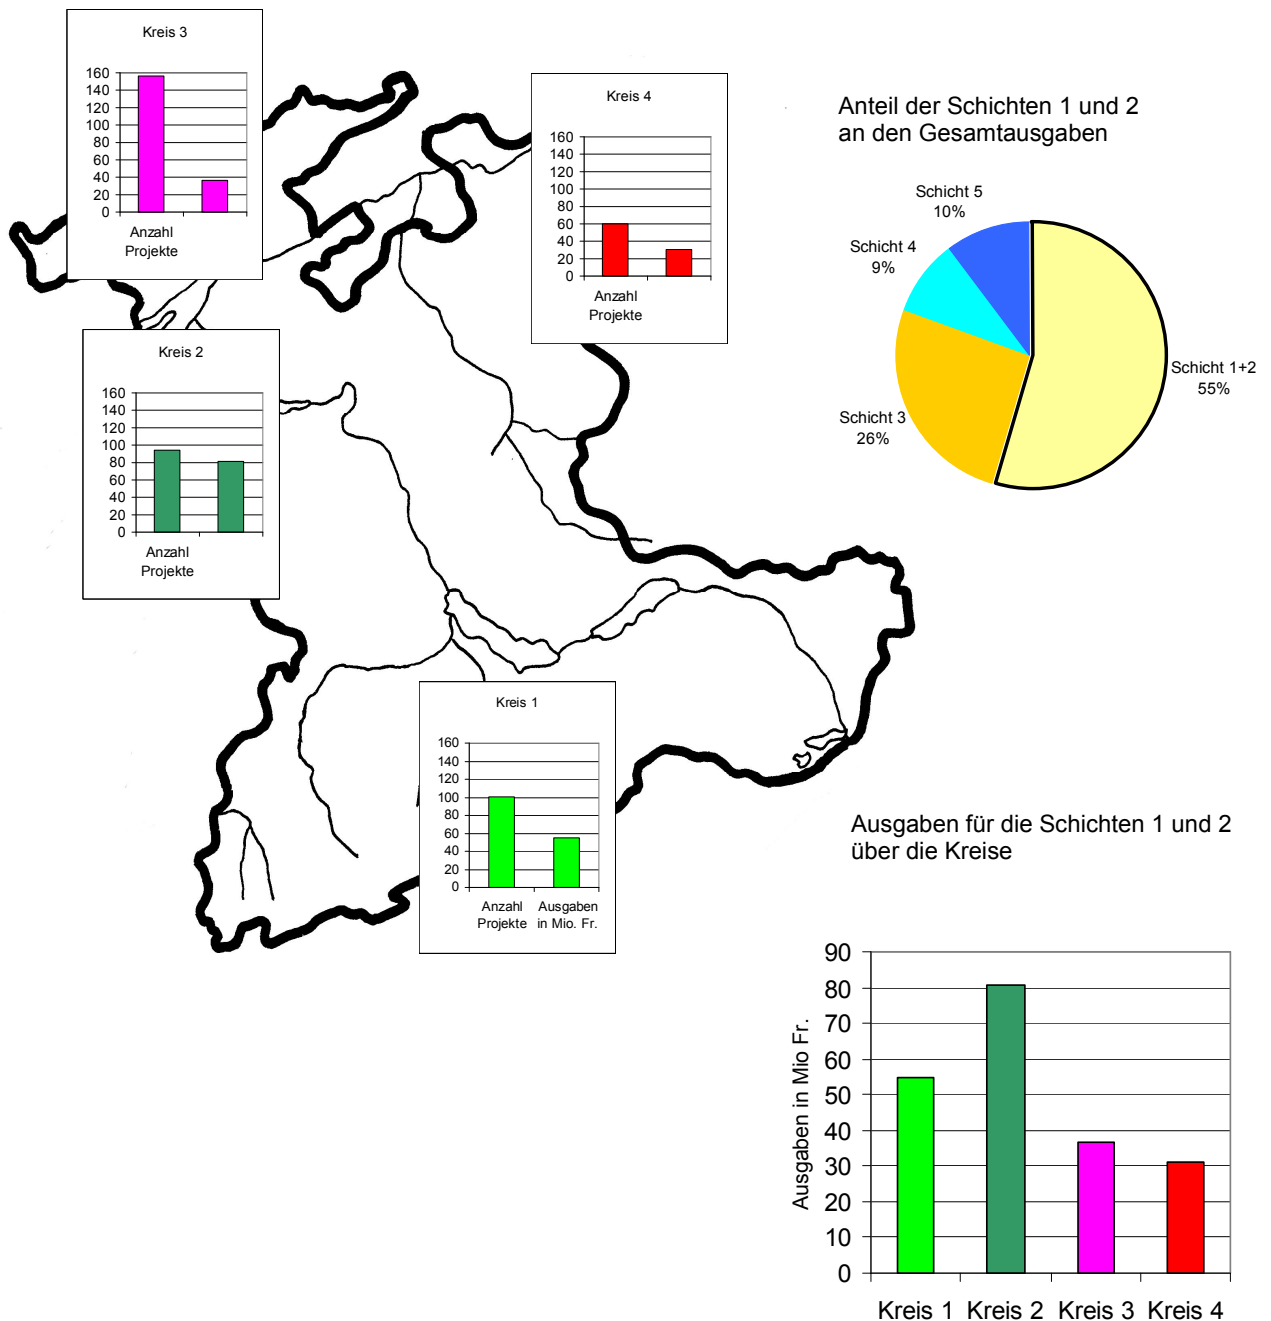 Kreis 3
160
140
120
100
80
60
40
20
0
Anzahl
Projekte
Kreis 4
160
140
120
100
80
60
40
20
0
Anzahl
Projekte
Anteil der Schichten 1 und 2
an den Gesamtausgaben
Schicht 5
10%
Schicht 4
9%
Schicht 1+2
55%
Schicht 3
26%
Kreis 2
160
140
120
100
80
60
40
20
0
Anzahl
Projekte
Kreis 1
160
140
120
100
80
60
40
20
0
Anzahl
Projekte
Ausgaben
in Mio. Fr.
Ausgaben für die Schichten 1 und 2
über die Kreise
Ausgaben in Mio Fr.
90
80
70
60
50
40
30
20
10
0
Kreis 1 Kreis 2 Kreis 3 Kreis 4